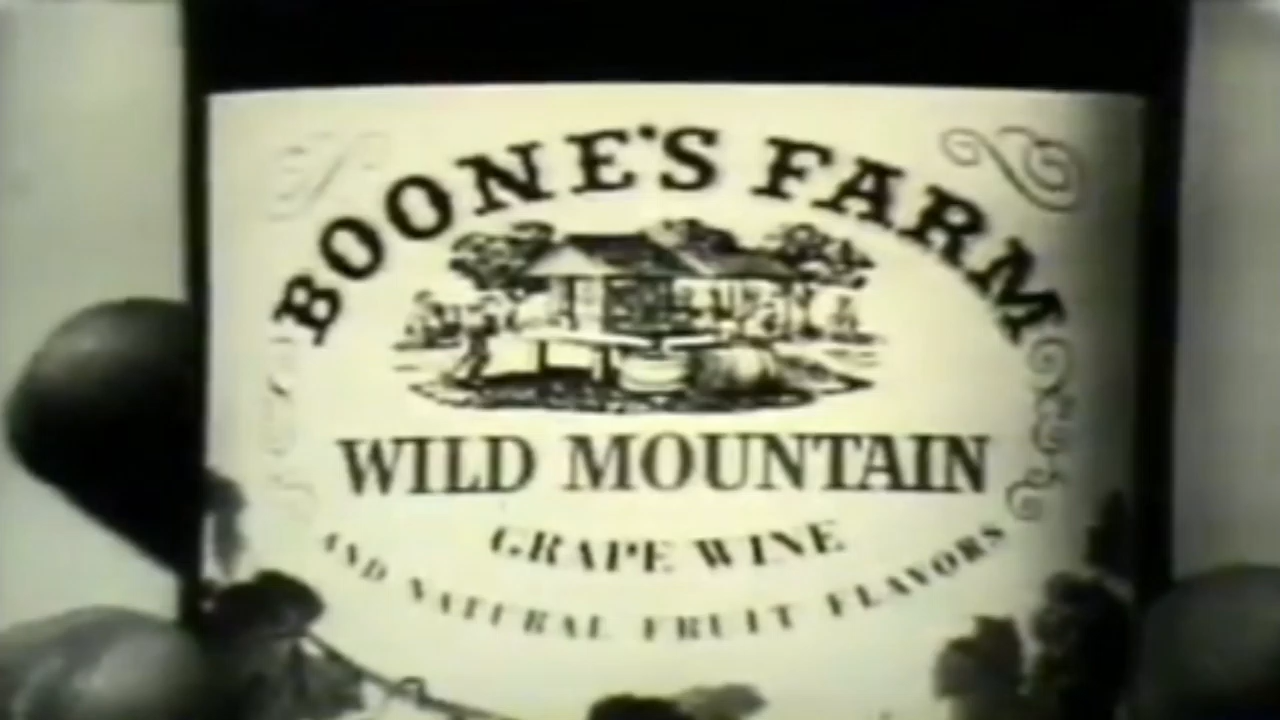 BOONE'S FARM
WILD MOUNTAIN
GRAPE WINE
AND NATURAL FRUIT FLAVORS